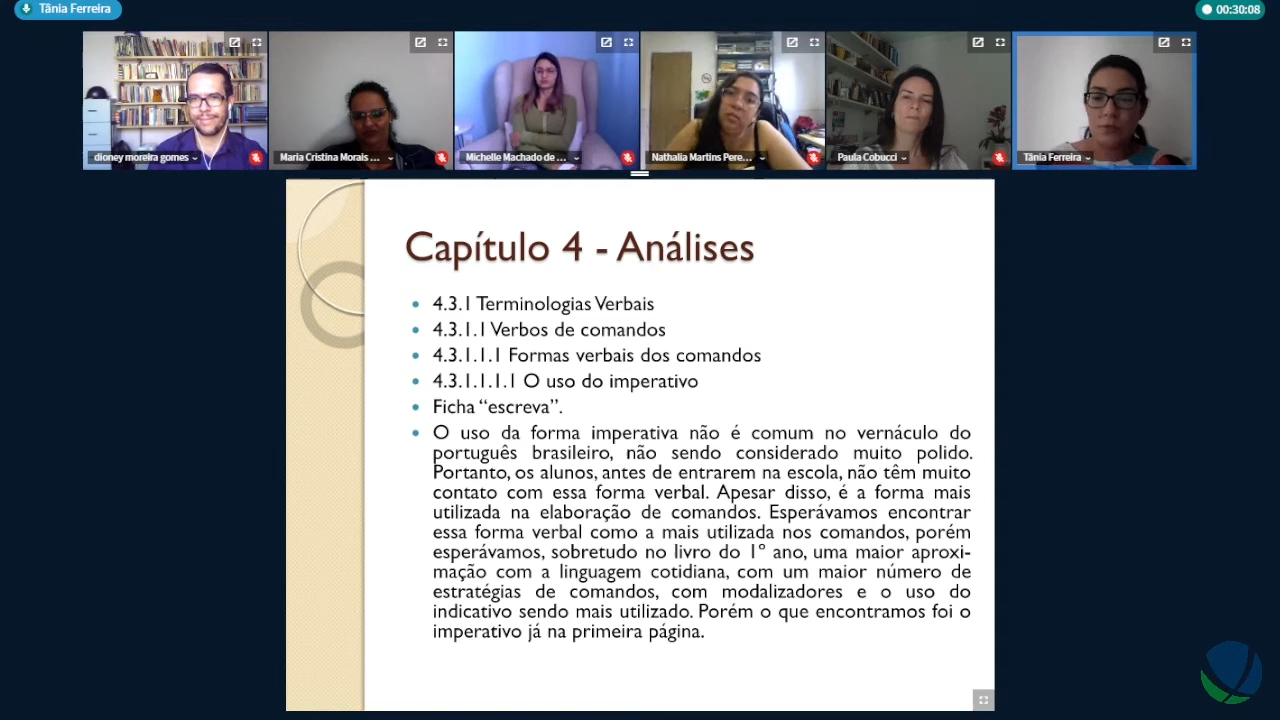 Tânia Ferreira
00:30:08
dioney moreira gomes
Maria Cristina Morais ...
Michelle Machado de ...
Nathalia Martins Pere...
Paula Cobucci
Tânia Ferreira
Capítulo 4 - Análises
4.3.1 Terminologias Verbais
4.3.1.1 Verbos de comandos
4.3.1.1.1 Formas verbais dos comandos
4.3.1.1.1.1 O uso do imperativo
Ficha “escreva”.
O uso da forma imperativa não é comum no vernáculo do
português brasileiro, não sendo considerado muito polido.
Portanto, os alunos, antes de entrarem na escola, não têm muito
contato com essa forma verbal. Apesar disso, é a forma mais
utilizada na elaboração de comandos. Esperávamos encontrar
essa forma verbal como a mais utilizada nos comandos, porém
esperávamos, sobretudo no livro do 1º ano, uma maior aproxi-
mação com a linguagem cotidiana, com um maior número de
estratégias de comandos, com modalizadores e o uso do
indicativo sendo mais utilizado. Porém o que encontramos foi o
imperativo já na primeira página.